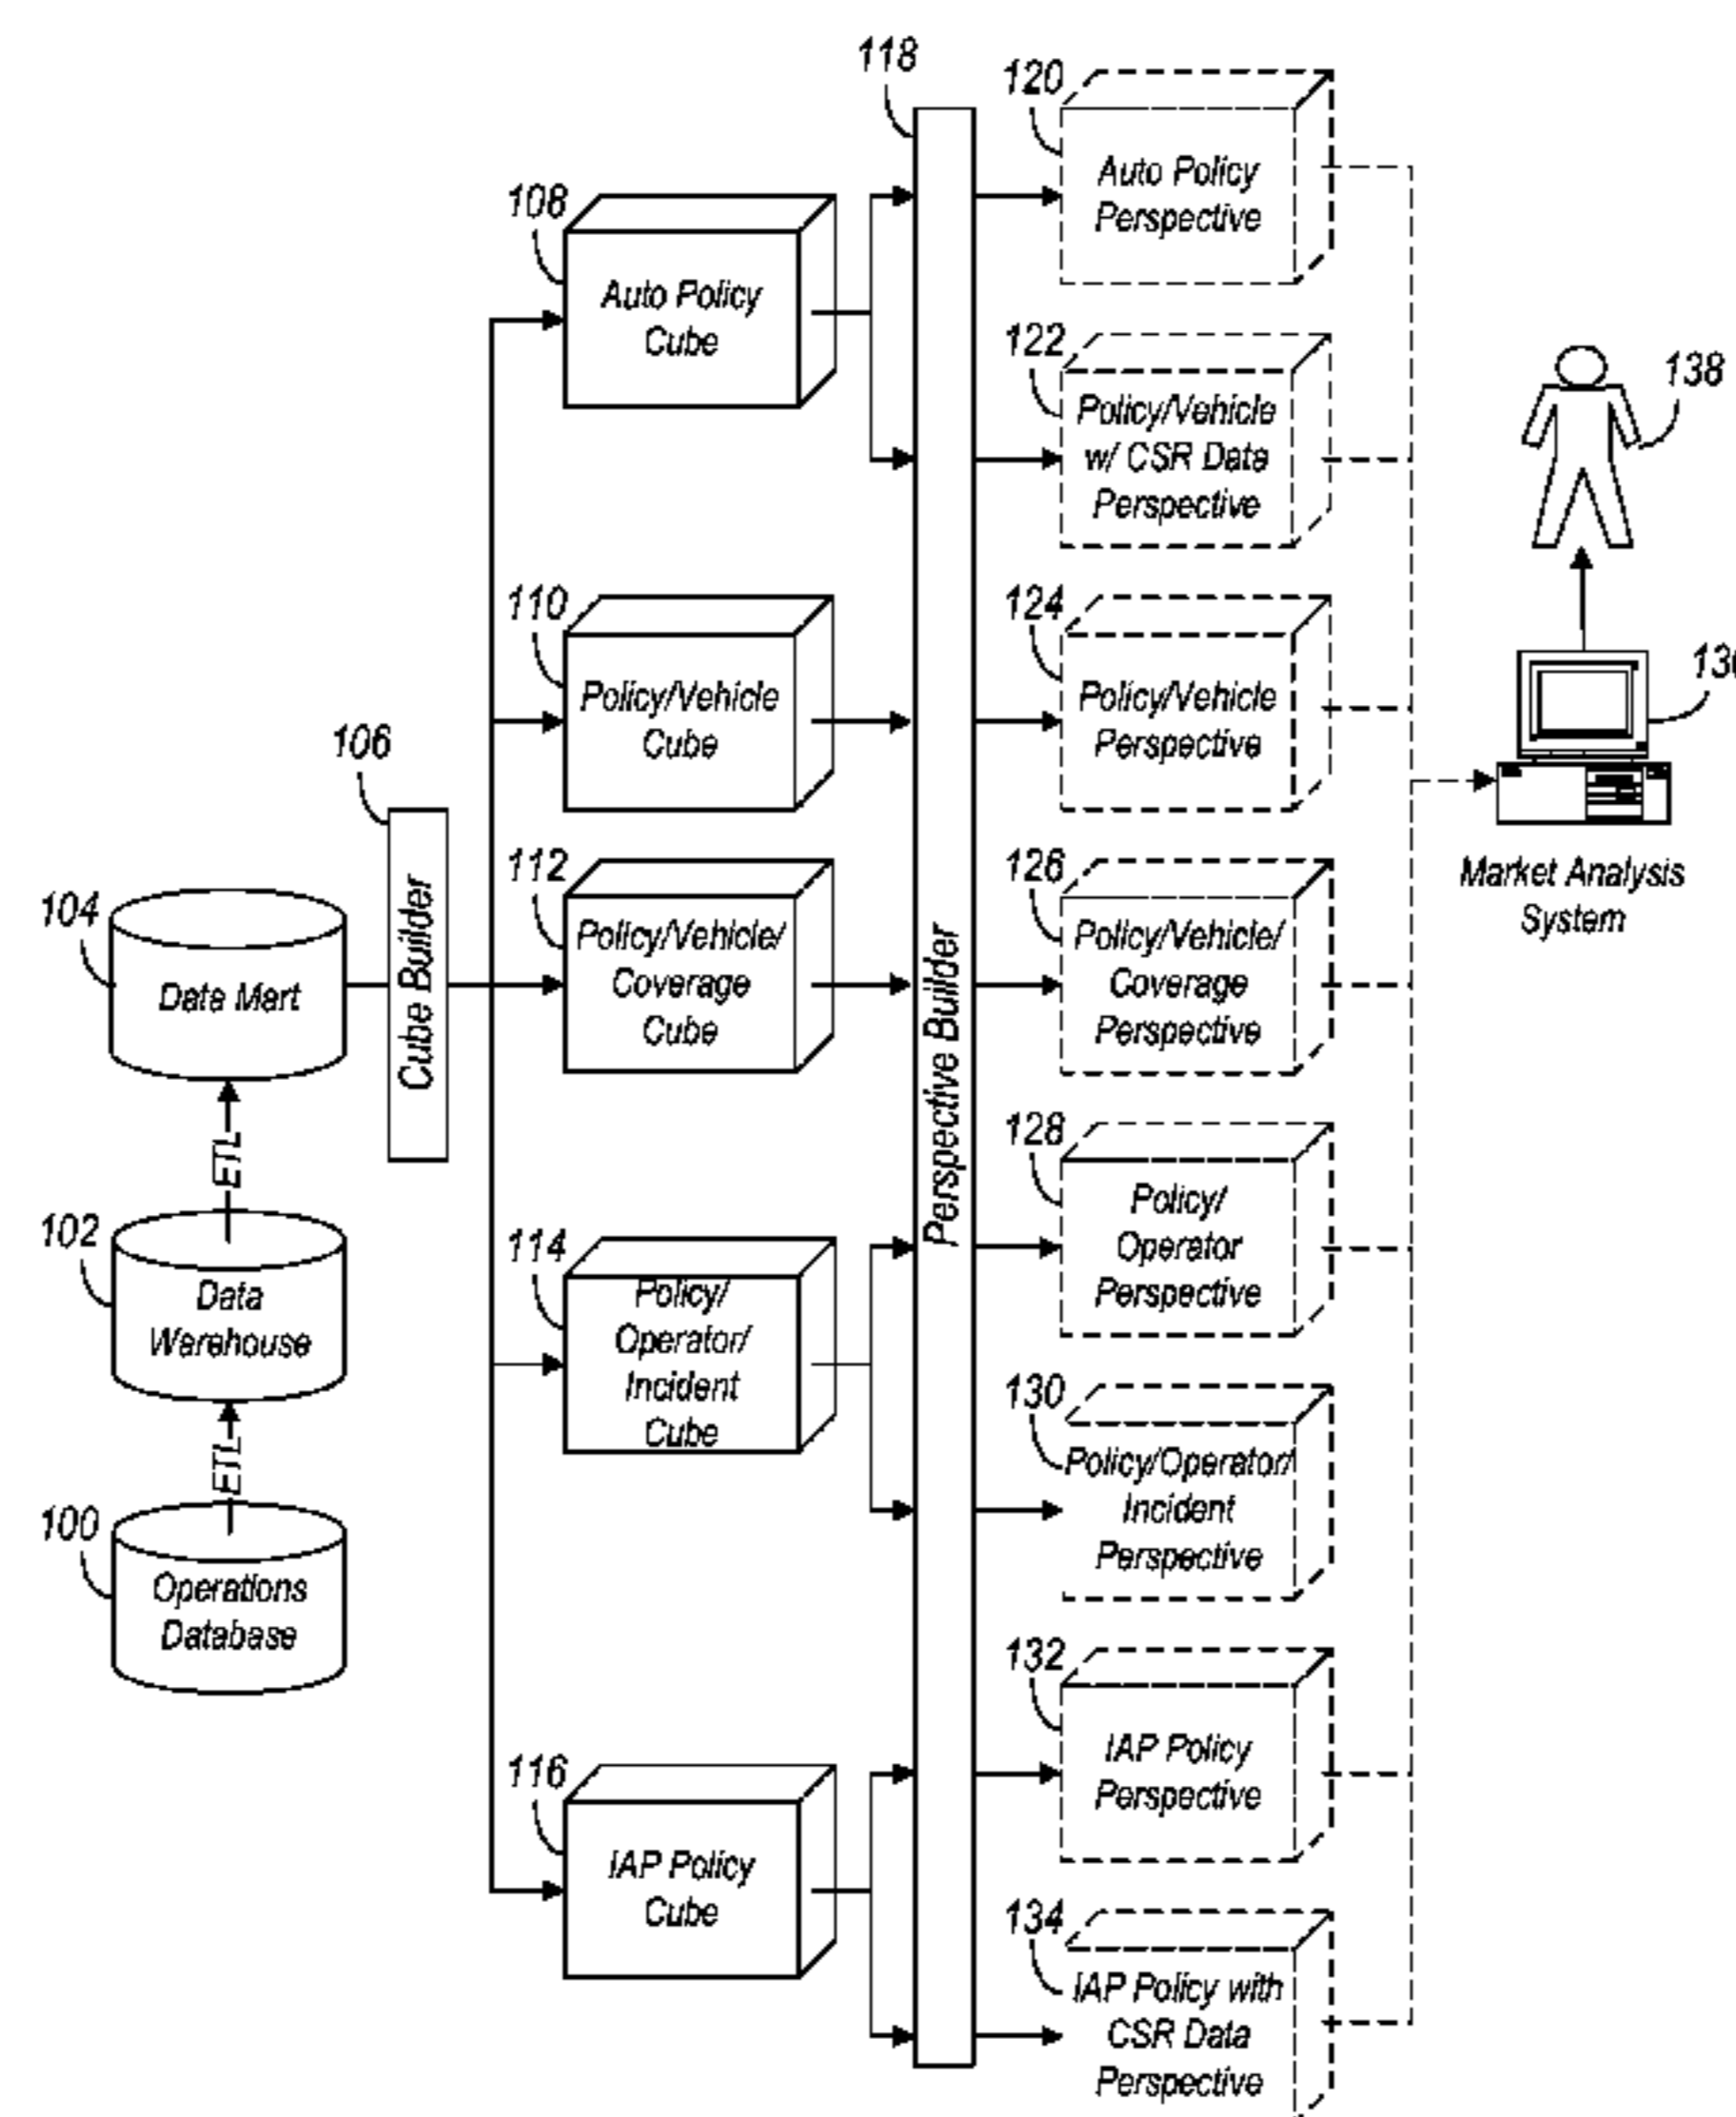 118
120
Auto Policy
Perspective
108
Auto Policy
Cube
122
Policy/Vehicle
w/ CSR Data
Perspective
138
110
Policy/Vehicle
Cube
124
Policy/Vehicle
Perspective
106
Cube Builder
112
Policy/Vehicle/
Coverage
Cube
Perspective Builder
126
Policy/Vehicle/
Coverage
Perspective
Market Analysis
System
104
Data Mart
ETL
102
Data
Warehouse
ETL
100
Operations
Database
114
Policy/
Operator/
Incident
Cube
128
Policy/
Operator
Perspective
130
Policy/Operator/
Incident
Perspective
116
IAP Policy
Cube
132
IAP Policy
Perspective
134
IAP Policy with
CSR Data
Perspective